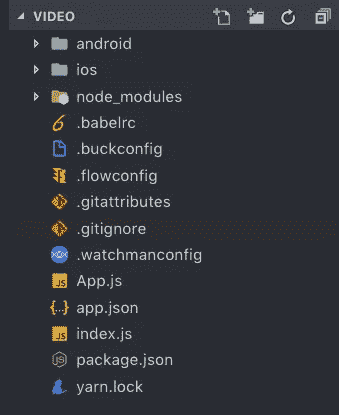 VIDEO
android
ios
node_modules
.babelrc
.buckconfig
.flowconfig
.gitattributes
.gitignore
.watchmanconfig
App.js
app.json
index.js
package.json
yarn.lock